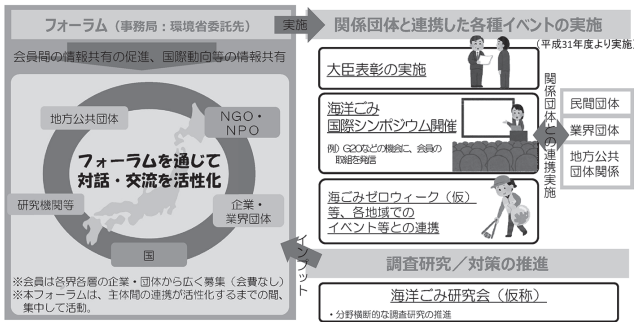 フォーラム（事務局：環境省委託先）
会員間の情報共有の促進、国際動向等の情報共有
地方公共団体
NGO・
NPO
フォーラムを通じて
対話・交流を活性化
研究機関等
企業・
業界団体
国
※会員は各界各層の企業・団体から広く募集（会費なし）
※本フォーラムは、主体間の連携が活性化するまでの間、
集中して活動。
実施
関係団体と連携した各種イベントの実施
（平成31年度より実施）
大臣表彰の実施
海洋ごみ
国際シンポジウム開催
例）G20などの機会に、会員の
取組を発信
海ごみゼロウィーク（仮）
等、各地域での
イベント等との連携
関係団体との連携実施
民間団体
業界団体
地方公共
団体関係
インプット
調査研究／対策の推進
海洋ごみ研究会（仮称）
・分野横断的な調査研究の推進